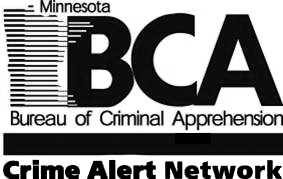 Minnesota
BCA
Bureau of Criminal Apprehension
Crime Alert Network